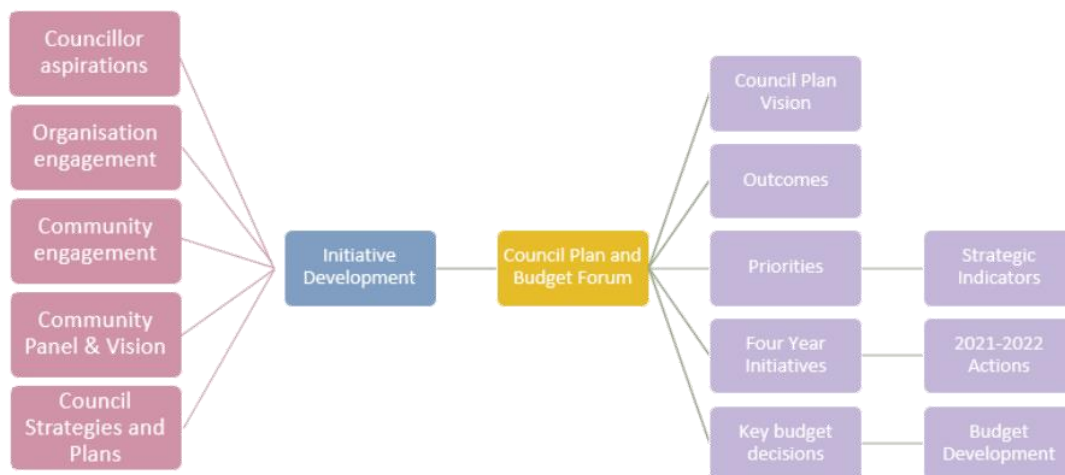 Councillor
aspirations
Organisation
engagement
Community
engagement
Community
Panel & Vision
Council
Strategies and
Plans
Initiative
Development
Council Plan and
Budget Forum
Council Plan
Vision
Outcomes
Priorities
Four Year
Initiatives
Key budget
decisions
Strategic
Indicators
2021-2022
Actions
Budget
Development